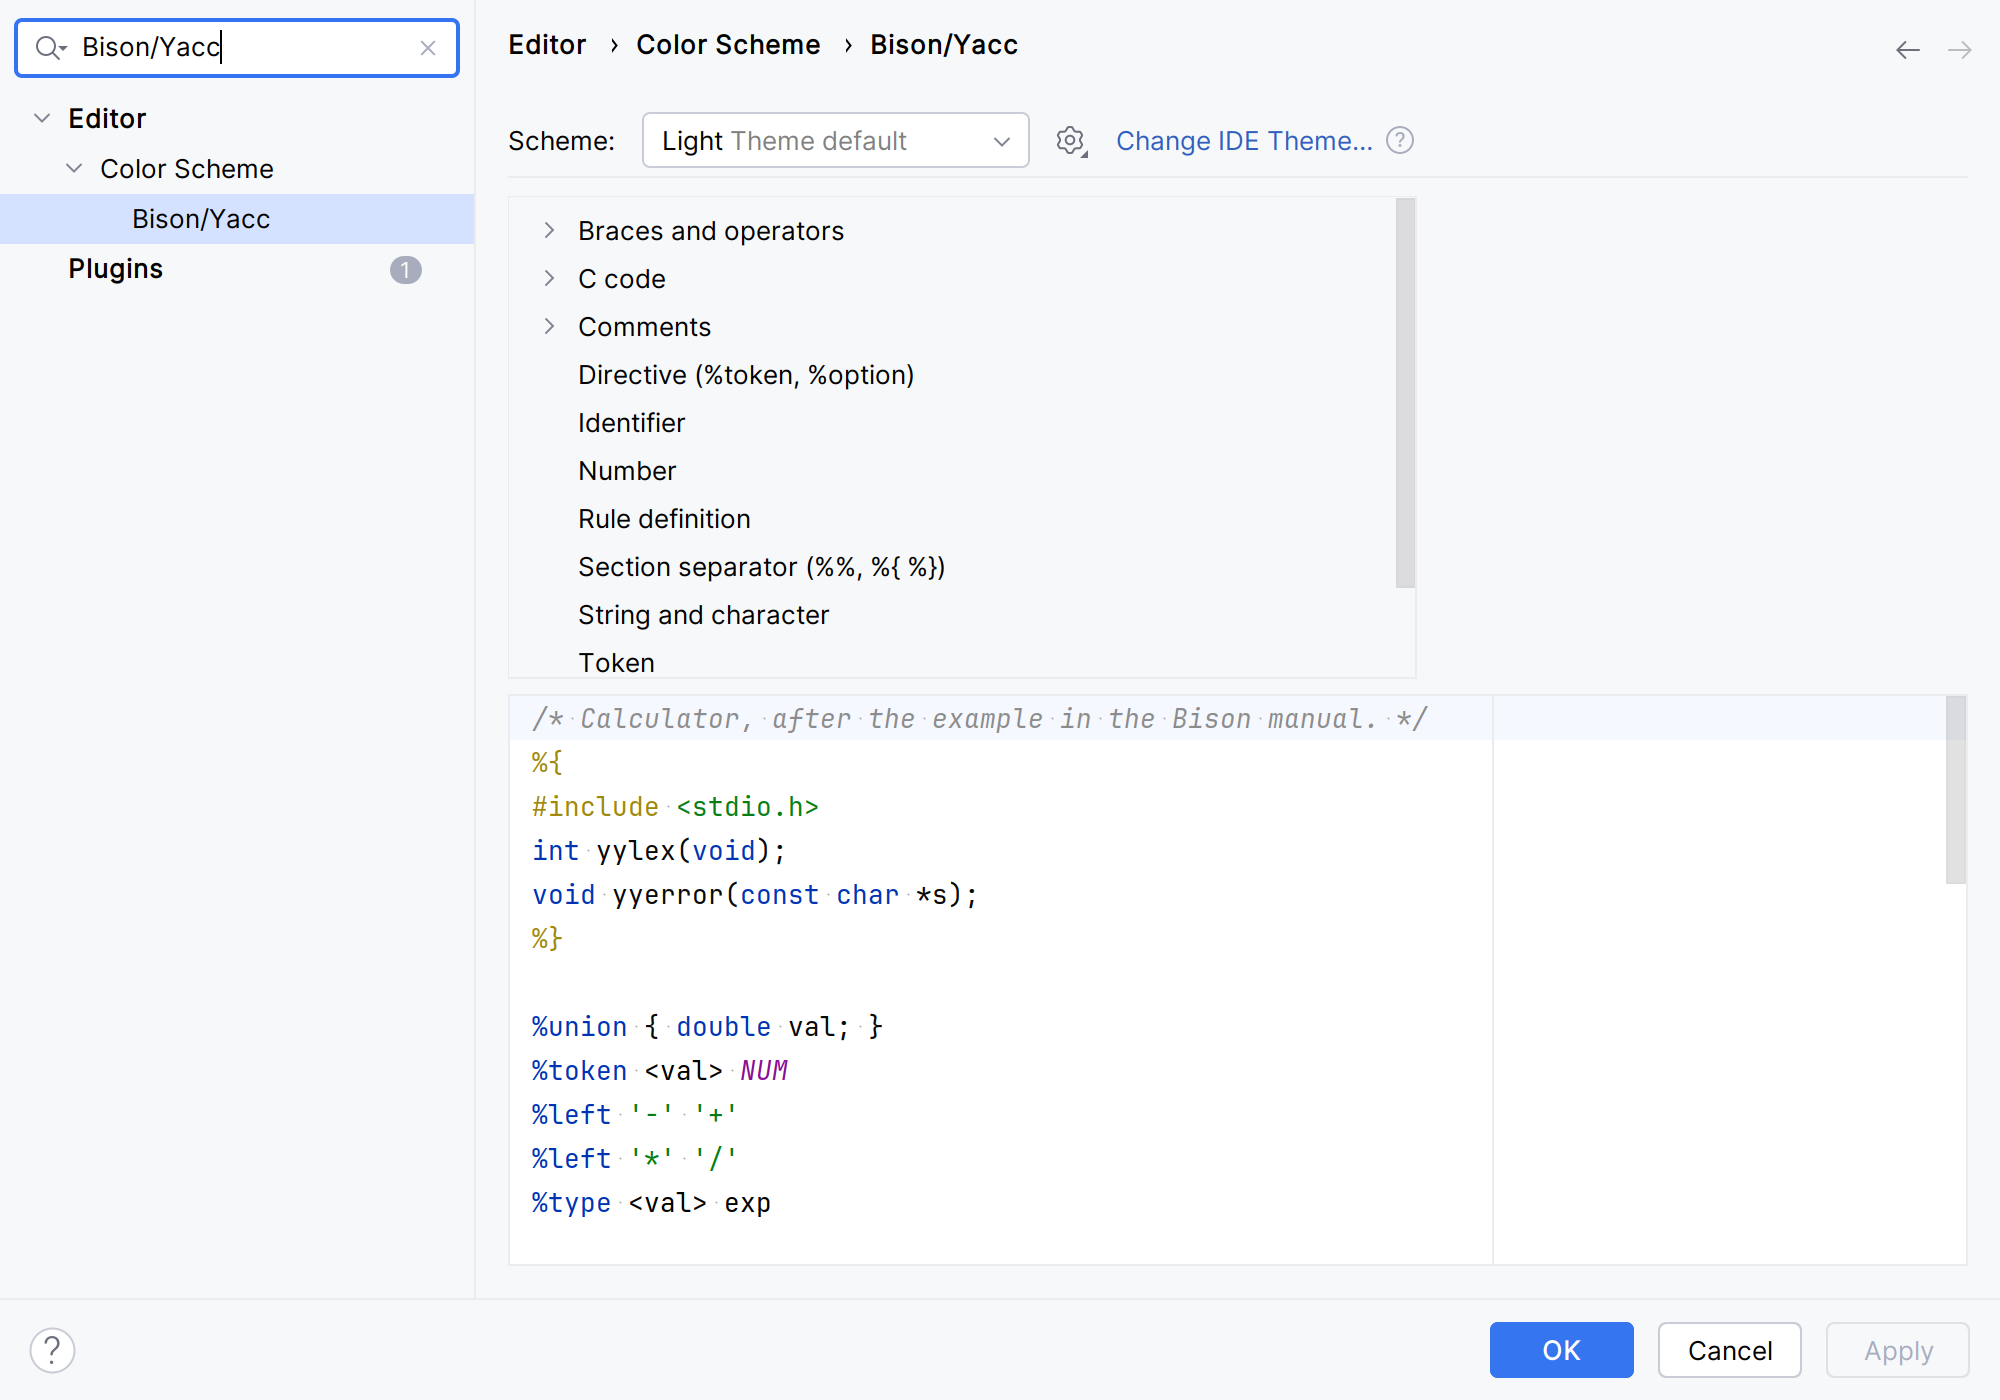 Bison/Yacc
Editor
Color Scheme
Bison/Yacc
Plugins 1
Editor › Color Scheme › Bison/Yacc
Scheme: Light Theme default Change IDE Theme... ?
Braces and operators
C code
Comments
Directive (%token, %option)
Identifier
Number
Rule definition
Section separator (%%, %{ %})
String and character
Token
/* Calculator, after the example in the Bison manual. */
%{
#include <stdio.h>
int yylex(void);
void yyerror(const char *s);
%}
%union { double val; }
%token <val> NUM
%left '-' '+'
%left '*' '/'
%type <val> exp
? OK Cancel Apply